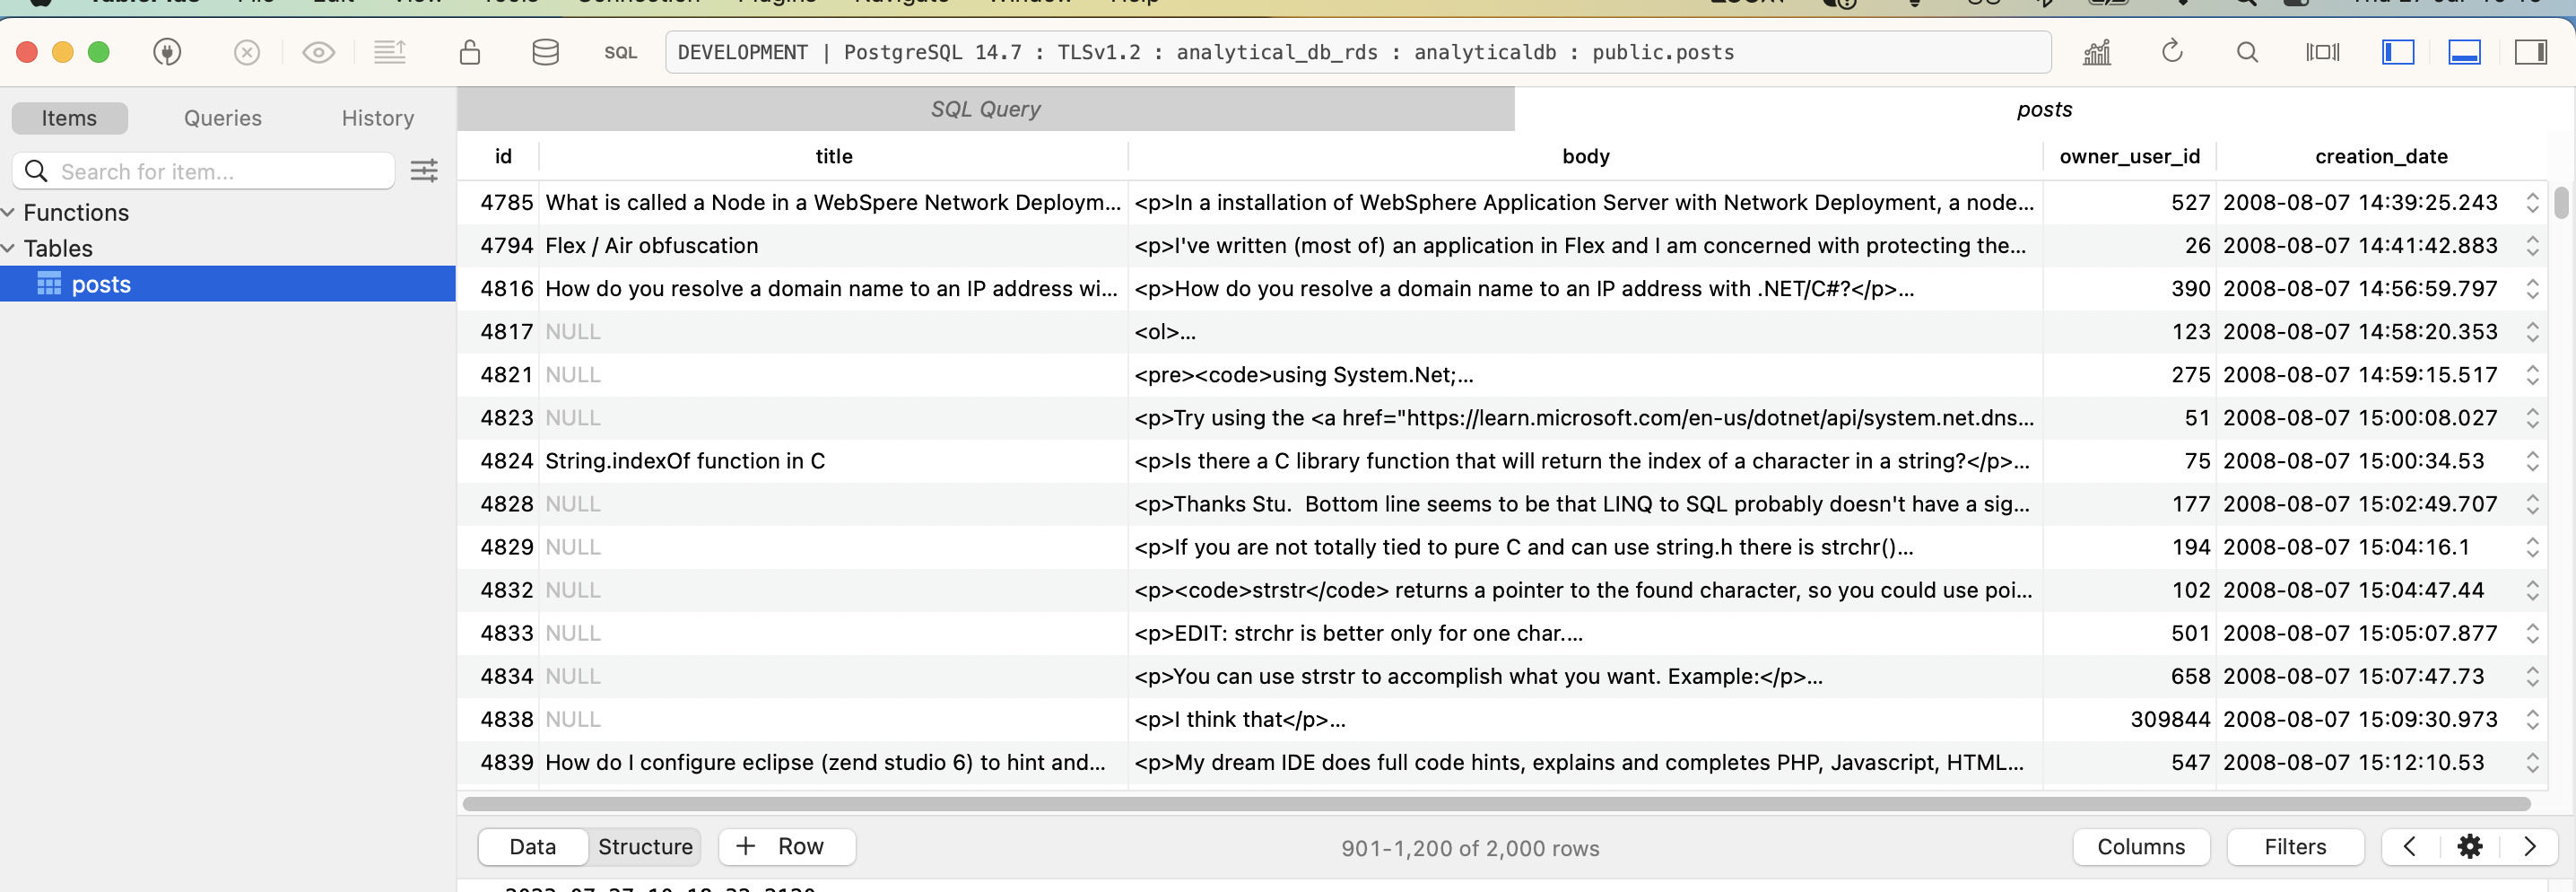 SQL DEVELOPMENT | PostgreSQL 14.7 : TLSv1.2 : analytical_db_rds : analyticaldb : public.posts
Items Queries History
Search for item...
Functions
Tables
posts
SQL Query posts
id title body owner_user_id creation_date
4785 What is called a Node in a WebSpere Network Deploym... <p>In a installation of WebSphere Application Server with Network Deployment, a node... 527 2008-08-07 14:39:25.243
4794 Flex / Air obfuscation <p>I've written (most of) an application in Flex and I am concerned with protecting the... 26 2008-08-07 14:41:42.883
4816 How do you resolve a domain name to an IP address wi... <p>How do you resolve a domain name to an IP address with .NET/C#?</p>... 390 2008-08-07 14:56:59.797
4817 NULL <ol>... 123 2008-08-07 14:58:20.353
4821 NULL <pre><code>using System.Net;... 275 2008-08-07 14:59:15.517
4823 NULL <p>Try using the <a href="https://learn.microsoft.com/en-us/dotnet/api/system.net.dns... 51 2008-08-07 15:00:08.027
4824 String.indexOf function in C <p>Is there a C library function that will return the index of a character in a string?</p>... 75 2008-08-07 15:00:34.53
4828 NULL <p>Thanks Stu.  Bottom line seems to be that LINQ to SQL probably doesn't have a sig... 177 2008-08-07 15:02:49.707
4829 NULL <p>If you are not totally tied to pure C and can use string.h there is strchr()... 194 2008-08-07 15:04:16.1
4832 NULL <p><code>strstr</code> returns a pointer to the found character, so you could use poi... 102 2008-08-07 15:04:47.44
4833 NULL <p>EDIT: strchr is better only for one char.... 501 2008-08-07 15:05:07.877
4834 NULL <p>You can use strstr to accomplish what you want. Example:</p>... 658 2008-08-07 15:07:47.73
4838 NULL <p>I think that</p>... 309844 2008-08-07 15:09:30.973
4839 How do I configure eclipse (zend studio 6) to hint and... <p>My dream IDE does full code hints, explains and completes PHP, Javascript, HTML... 547 2008-08-07 15:12:10.53
Data Structure + Row 901-1,200 of 2,000 rows Columns Filters